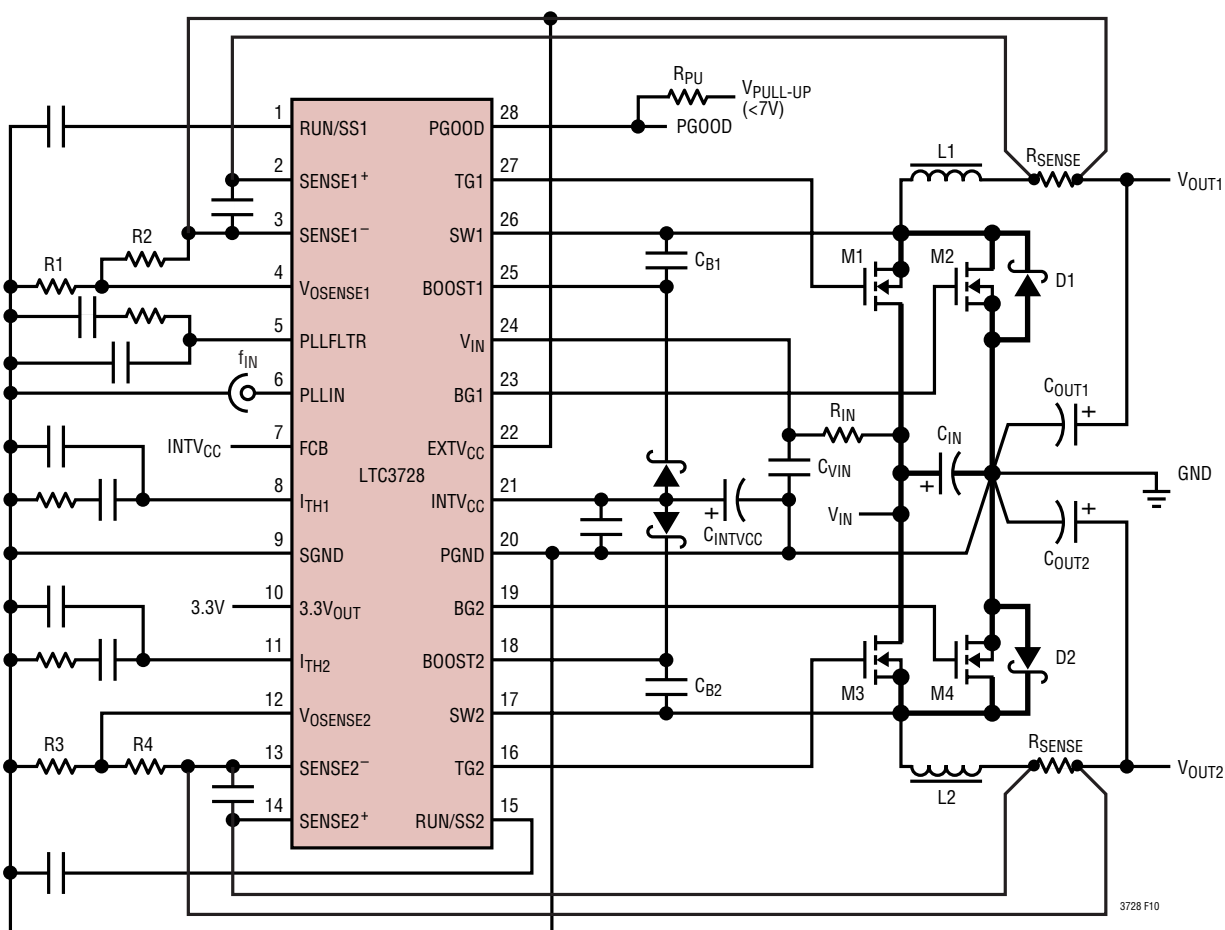 RPU
VPULL-UP
(<7V)
PGOOD
1
RUN/SS1
PGOOD
28
2
SENSE1+
TG1
27
3
SENSE1−
SW1
26
4
VOSENSE1
BOOST1
25
5
PLLFLTR
VIN
24
6
PLLIN
BG1
23
7
FCB
EXTVCC
22
LTC3728
8
ITH1
INTVCC
21
9
SGND
PGND
20
10
3.3VOUT
BG2
19
11
ITH2
BOOST2
18
12
VOSENSE2
SW2
17
13
SENSE2−
TG2
16
14
SENSE2+
RUN/SS2
15
R2
R1
fIN
INTVCC
3.3V
R3
R4
L1
RSENSE
VOUT1
CB1
M1
M2
D1
RIN
CIN
+
COUT1
+
CVIN
GND
+
CINTVCC
VIN
+
COUT2
M3
M4
D2
CB2
RSENSE
L2
VOUT2
3728 F10